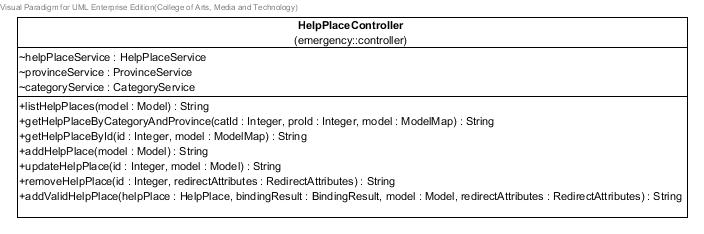 Visual Paradigm for UML Enterprise Edition(College of Arts, Media and Technology)
HelpPlaceController
(emergency::controller)
~helpPlaceService : HelpPlaceService
~provinceService : ProvinceService
~categoryService : CategoryService
+listHelpPlaces(model : Model) : String
+getHelpPlaceByCategoryAndProvince(catId : Integer, proId : Integer, model : ModelMap) : String
+getHelpPlaceById(id : Integer, model : ModelMap) : String
+addHelpPlace(model : Model) : String
+updateHelpPlace(id : Integer, model : Model) : String
+removeHelpPlace(id : Integer, redirectAttributes : RedirectAttributes) : String
+addValidHelpPlace(helpPlace : HelpPlace, bindingResult : BindingResult, model : Model, redirectAttributes : RedirectAttributes) : String